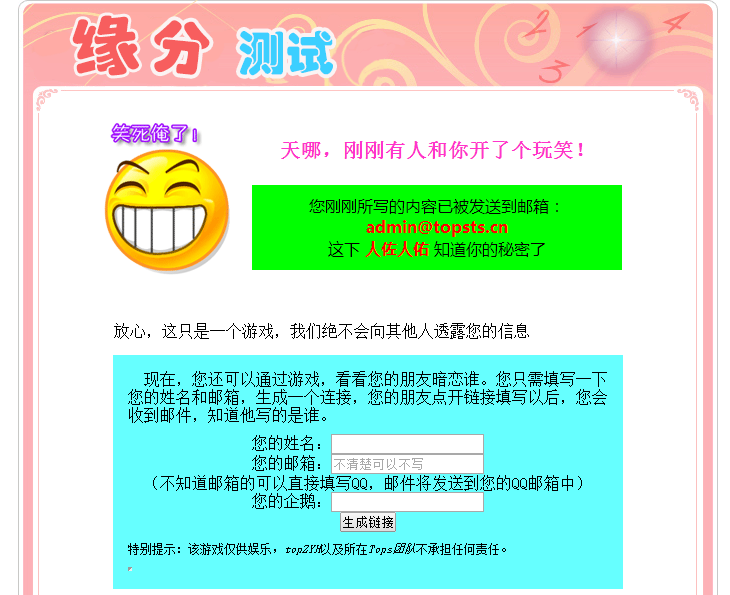 缘分 测试
2 1 4
3
笑死俺了!
天哪，刚刚有人和你开了个玩笑！
您刚刚所写的内容已被发送到邮箱：
admin@topsts.cn
这下 人佐人佑 知道你的秘密了
放心，这只是一个游戏，我们绝不会向其他人透露您的信息
现在，您还可以通过游戏，看看您的朋友暗恋谁。您只需填写一下
您的姓名和邮箱，生成一个连接，您的朋友点开链接填写以后，您会
收到邮件，知道他写的是谁。
您的姓名：
您的邮箱：不清楚可以不写
（不知道邮箱的可以直接填写QQ，邮件将发送到您的QQ邮箱中）
您的企鹅：
生成链接
特别提示：该游戏仅供娱乐，top2YH以及所在Tops团队不承担任何责任。